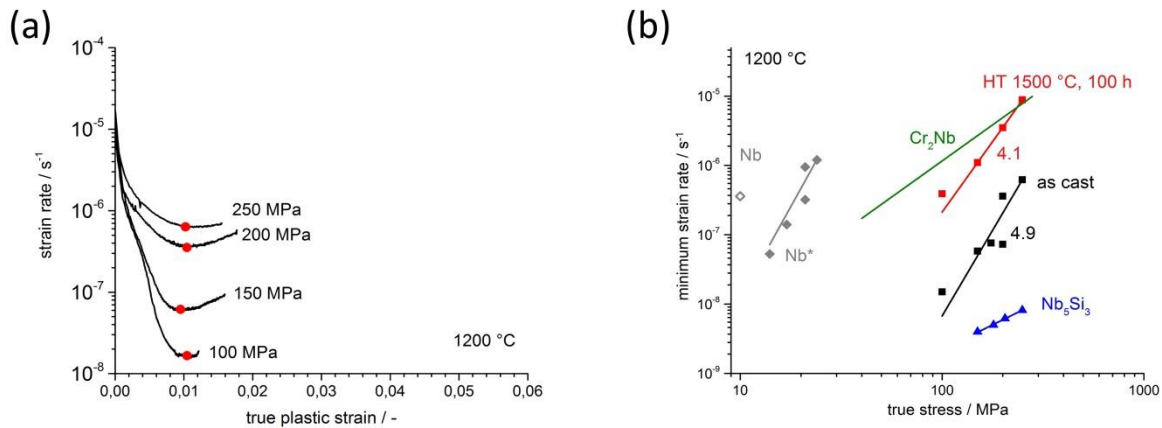 (a)
10⁻⁴
10⁻⁵
10⁻⁶
10⁻⁷
10⁻⁸
strain rate / s⁻¹
250 MPa
200 MPa
150 MPa
100 MPa
1200 °C
0,00 0,01 0,02 0,03 0,04 0,05 0,06
true plastic strain / -
(b)
1200 °C
10⁻⁵
10⁻⁶
10⁻⁷
10⁻⁸
10⁻⁹
minimum strain rate / s⁻¹
HT 1500 °C, 100 h
Cr₂Nb
4.1
Nb
as cast
4.9
Nb*
Nb₅Si₃
10 100 1000
true stress / MPa